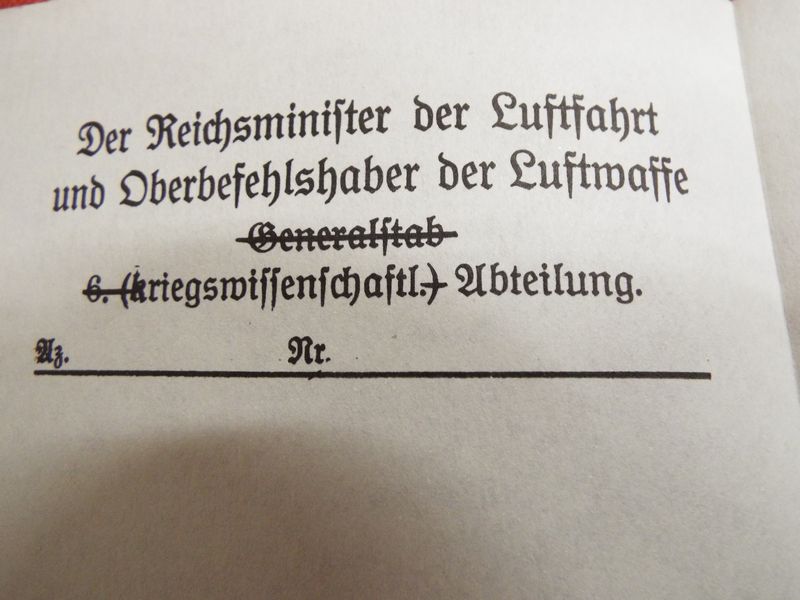 Der Reichsminister der Luftfahrt
und Oberbefehlshaber der Luftwaffe
Generalstab
6. (kriegswissenschaftl.) Abteilung.
Az. Nr.